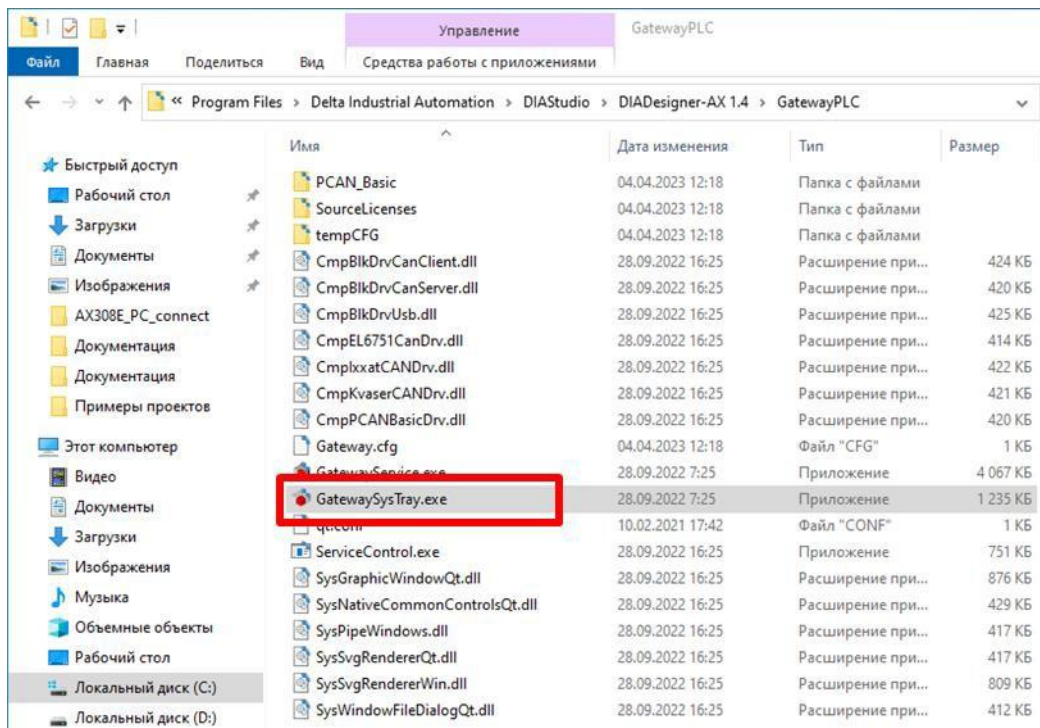 Управление
GatewayPLC
Файл
Главная
Поделиться
Вид
Средства работы с приложениями
« Program Files › Delta Industrial Automation › DIAStudio › DIADesigner-AX 1.4 › GatewayPLC
Имя
Дата изменения
Тип
Размер
Быстрый доступ
Рабочий стол
Загрузки
Документы
Изображения
AX308E_PC_connect
Документация
Документация
Примеры проектов
Этот компьютер
Видео
Документы
Загрузки
Изображения
Музыка
Объемные объекты
Рабочий стол
Локальный диск (C:)
Локальный диск (D:)
PCAN_Basic 04.04.2023 12:18 Папка с файлами
SourceLicenses 04.04.2023 12:18 Папка с файлами
tempCFG 04.04.2023 12:18 Папка с файлами
CmpBlkDrvCanClient.dll 28.09.2022 16:25 Расширение при... 424 КБ
CmpBlkDrvCanServer.dll 28.09.2022 16:25 Расширение при... 420 КБ
CmpBlkDrvUsb.dll 28.09.2022 16:25 Расширение при... 425 КБ
CmpEL6751CanDrv.dll 28.09.2022 16:25 Расширение при... 414 КБ
CmpIxxatCANDrv.dll 28.09.2022 16:25 Расширение при... 422 КБ
CmpKvaserCANDrv.dll 28.09.2022 16:25 Расширение при... 421 КБ
CmpPCANBasicDrv.dll 28.09.2022 16:25 Расширение при... 420 КБ
Gateway.cfg 04.04.2023 12:18 Файл "CFG" 1 КБ
GatewayService.exe 28.09.2022 7:25 Приложение 4 067 КБ
GatewaySysTray.exe 28.09.2022 7:25 Приложение 1 235 КБ
qt.conf 10.02.2021 17:42 Файл "CONF" 1 КБ
ServiceControl.exe 28.09.2022 16:25 Приложение 751 КБ
SysGraphicWindowQt.dll 28.09.2022 16:25 Расширение при... 876 КБ
SysNativeCommonControlsQt.dll 28.09.2022 16:25 Расширение при... 429 КБ
SysPipeWindows.dll 28.09.2022 16:25 Расширение при... 417 КБ
SysSvgRendererQt.dll 28.09.2022 16:25 Расширение при... 417 КБ
SysSvgRendererWin.dll 28.09.2022 16:25 Расширение при... 809 КБ
SysWindowFileDialogQt.dll 28.09.2022 16:25 Расширение при... 412 КБ